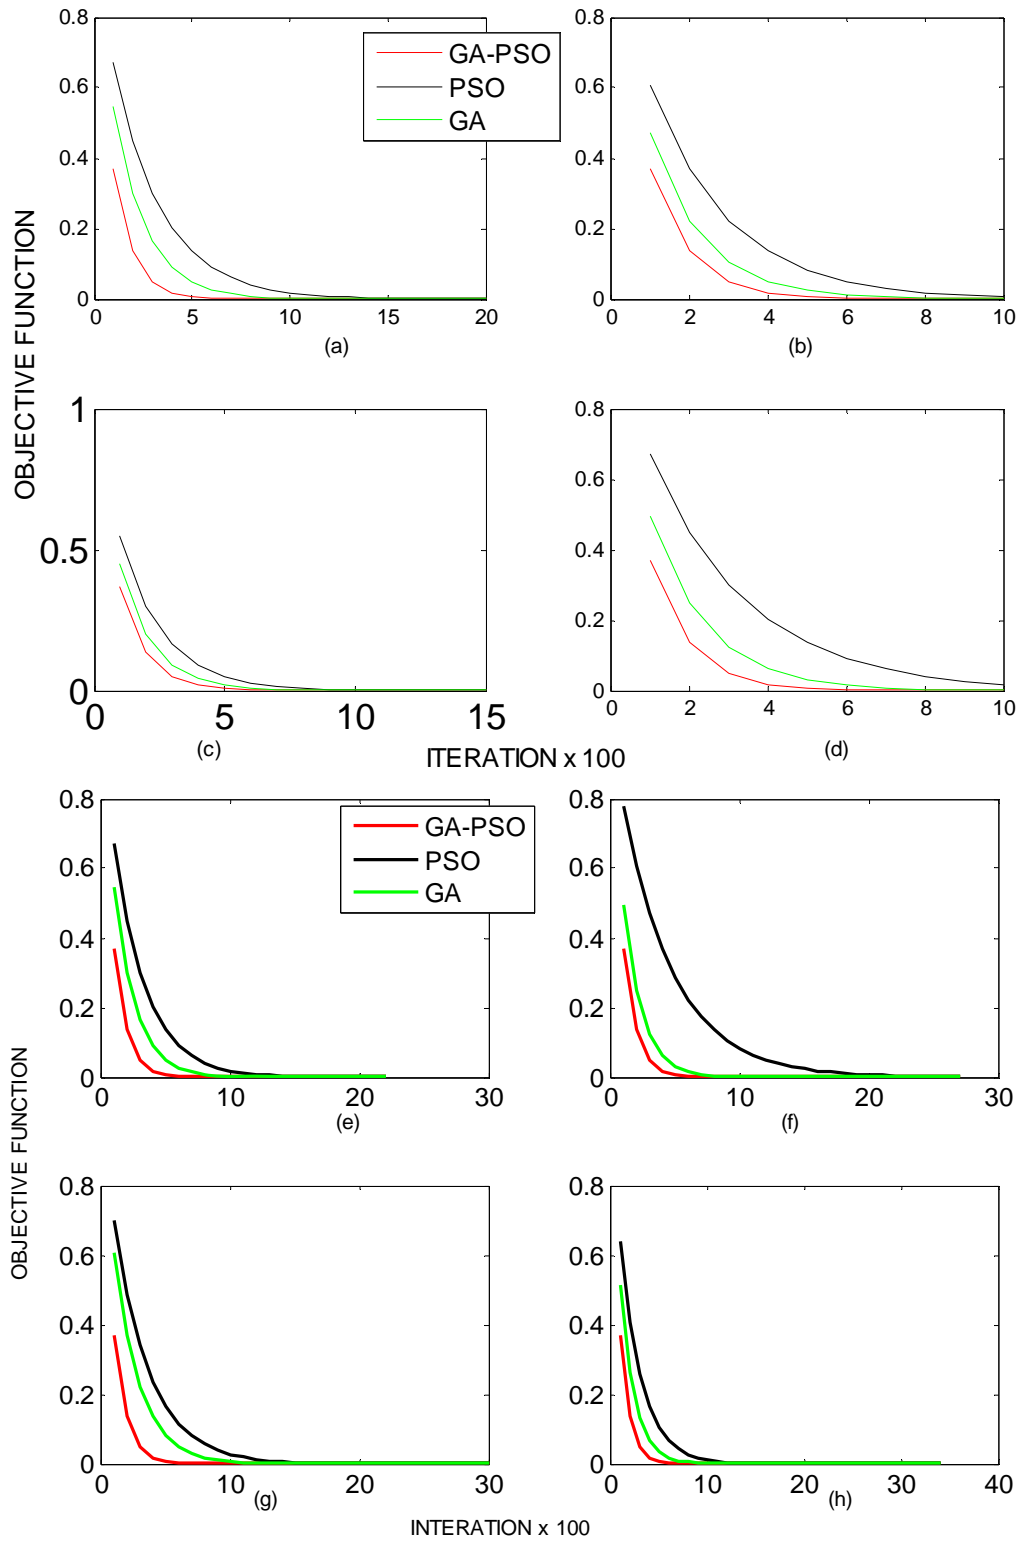 0.8
0.6
0.4
0.2
0
0 5 10 15 20
(a)
GA-PSO
PSO
GA
0.8
0.6
0.4
0.2
0
0 2 4 6 8 10
(b)
OBJECTIVE FUNCTION
1
0.5
0
0 5 10 15
(c)
0.8
0.6
0.4
0.2
0
0 2 4 6 8 10
(d)
ITERATION x 100
0.8
0.6
0.4
0.2
0
0 10 20 30
(e)
GA-PSO
PSO
GA
0.8
0.6
0.4
0.2
0
0 10 20 30
(f)
OBJECTIVE FUNCTION
0.8
0.6
0.4
0.2
0
0 10 20 30
(g)
0.8
0.6
0.4
0.2
0
0 10 20 30 40
(h)
INTERATION x 100